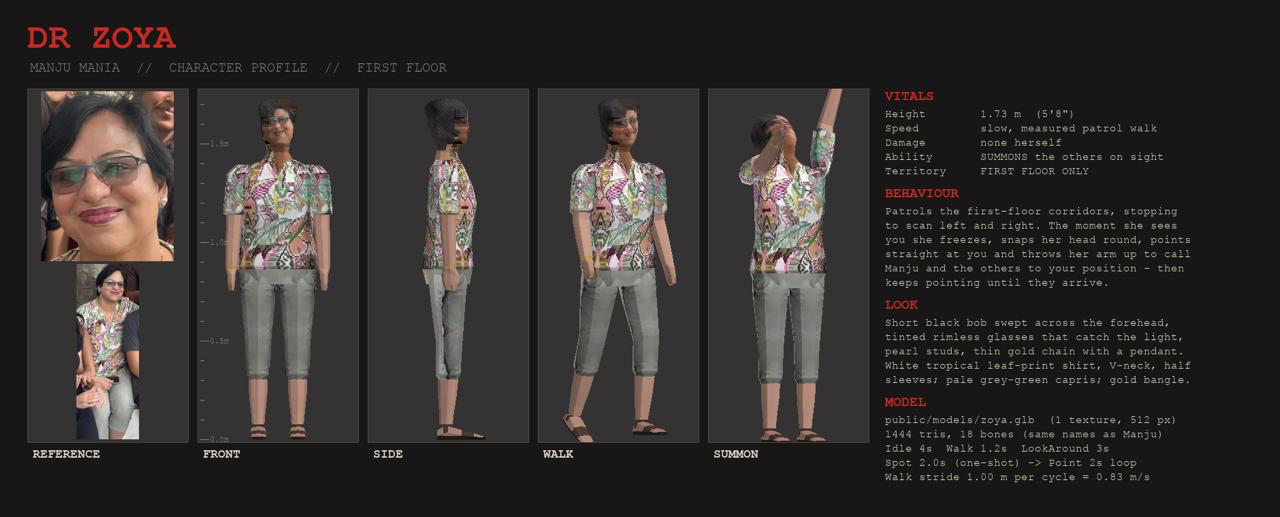 DR ZOYA
MANJU MANIA // CHARACTER PROFILE // FIRST FLOOR
1.5m
1.0m
0.5m
0.0m
REFERENCE
FRONT
SIDE
WALK
SUMMON
VITALS
Height 1.73 m (5'8")
Speed slow, measured patrol walk
Damage none herself
Ability SUMMONS the others on sight
Territory FIRST FLOOR ONLY
BEHAVIOUR
Patrols the first-floor corridors, stopping
to scan left and right. The moment she sees
you she freezes, snaps her head round, points
straight at you and throws her arm up to call
Manju and the others to your position - then
keeps pointing until they arrive.
LOOK
Short black bob swept across the forehead,
tinted rimless glasses that catch the light,
pearl studs, thin gold chain with a pendant.
White tropical leaf-print shirt, V-neck, half
sleeves; pale grey-green capris; gold bangle.
MODEL
public/models/zoya.glb (1 texture, 512 px)
1444 tris, 18 bones (same names as Manju)
Idle 4s Walk 1.2s LookAround 3s
Spot 2.0s (one-shot) -> Point 2s loop
Walk stride 1.00 m per cycle = 0.83 m/s